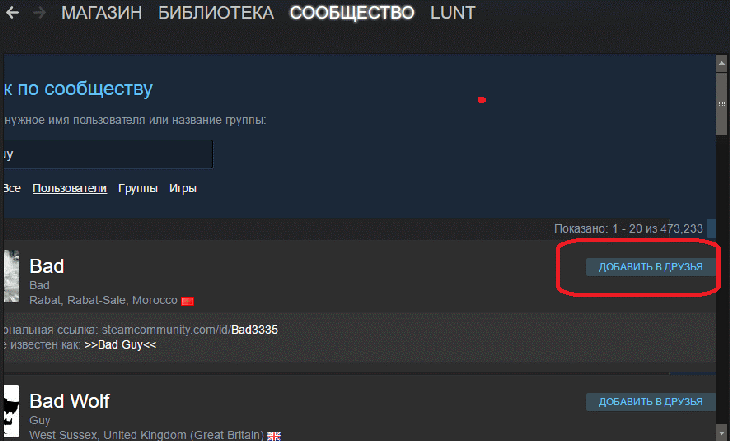 МАГАЗИН БИБЛИОТЕКА СООБЩЕСТВО LUNT
к по сообществу
нужное имя пользователя или название группы:
uy
Все Пользователи Группы Игры
Показано: 1 - 20 из 473,233
Bad
ДОБАВИТЬ В ДРУЗЬЯ
Bad
Rabat, Rabat-Sale, Morocco
ональная ссылка: steamcommunity.com/id/Bad3335
е известен как: >>Bad Guy<<
Bad Wolf
ДОБАВИТЬ В ДРУЗЬЯ
Guy
West Sussex, United Kingdom (Great Britain)